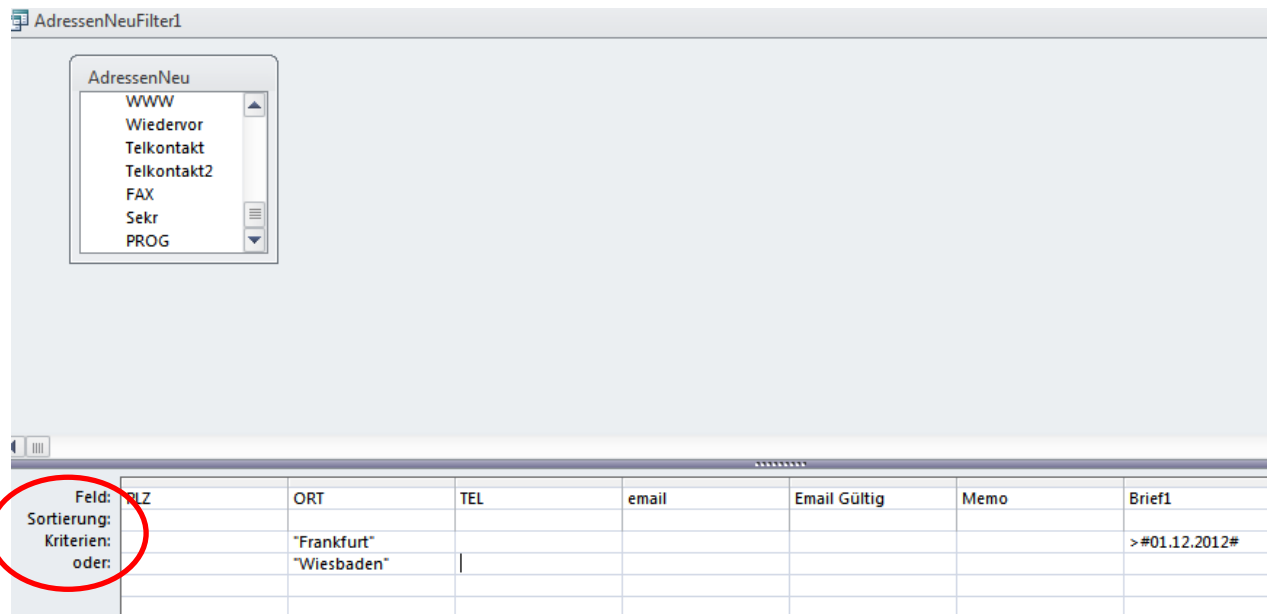 AdressenNeuFilter1
AdressenNeu
WWW
Wiedervor
Telkontakt
Telkontakt2
FAX
Sekr
PROG
Feld: PLZ ORT TEL email Email Gültig Memo Brief1
Sortierung:
Kriterien: "Frankfurt" >#01.12.2012#
oder: "Wiesbaden"